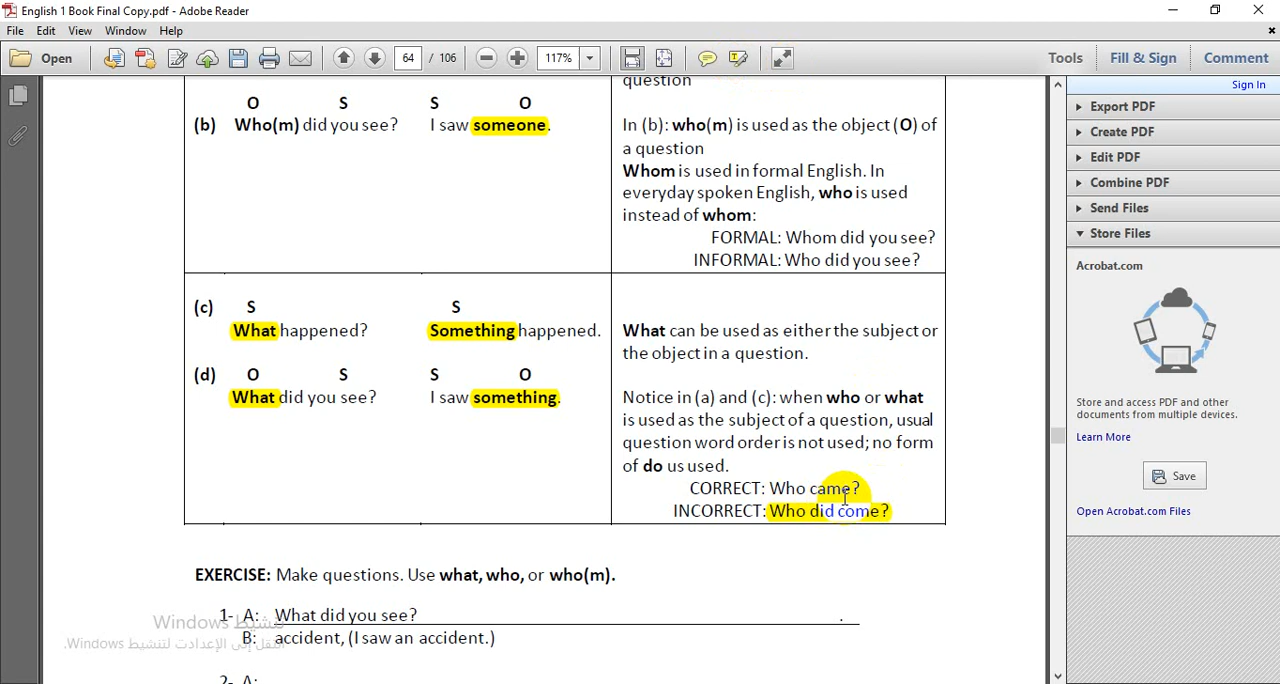 English 1 Book Final Copy.pdf - Adobe Reader
File Edit View Window Help
Open 64 / 106 117% Tools Fill & Sign Comment
Sign In
question
O S S O
(b) Who(m) did you see? I saw someone.
In (b): who(m) is used as the object (O) of
a question
Whom is used in formal English. In
everyday spoken English, who is used
instead of whom:
FORMAL: Whom did you see?
INFORMAL: Who did you see?
(c) S S
What happened? Something happened.
What can be used as either the subject or
the object in a question.
(d) O S S O
What did you see? I saw something.
Notice in (a) and (c): when who or what
is used as the subject of a question, usual
question word order is not used; no form
of do us used.
CORRECT: Who came?
INCORRECT: Who did come?
EXERCISE: Make questions. Use what, who, or who(m).
1- A: What did you see? .
B: accident, (I saw an accident.)
2- A:
تنشيط Windows
انتقل إلى الإعدادات لتنشيط Windows.
Export PDF
Create PDF
Edit PDF
Combine PDF
Send Files
Store Files
Acrobat.com
Store and access PDF and other
documents from multiple devices.
Learn More
Save
Open Acrobat.com Files